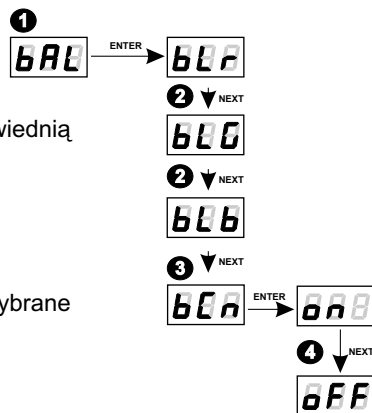 1
bAL ENTER bLr
2 NEXT
wiednią
bLG
2 NEXT
bLb
3 NEXT
ybrane
bCn ENTER on
4 NEXT
oFF